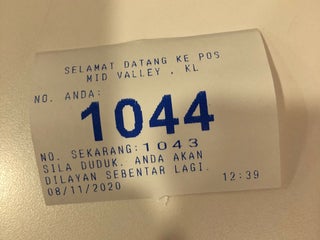 SELAMAT DATANG KE POS
MID VALLEY , KL
NO. ANDA:
1044
NO. SEKARANG:1043
SILA DUDUK. ANDA AKAN
DILAYAN SEBENTAR LAGI.
08/11/2020 12:39